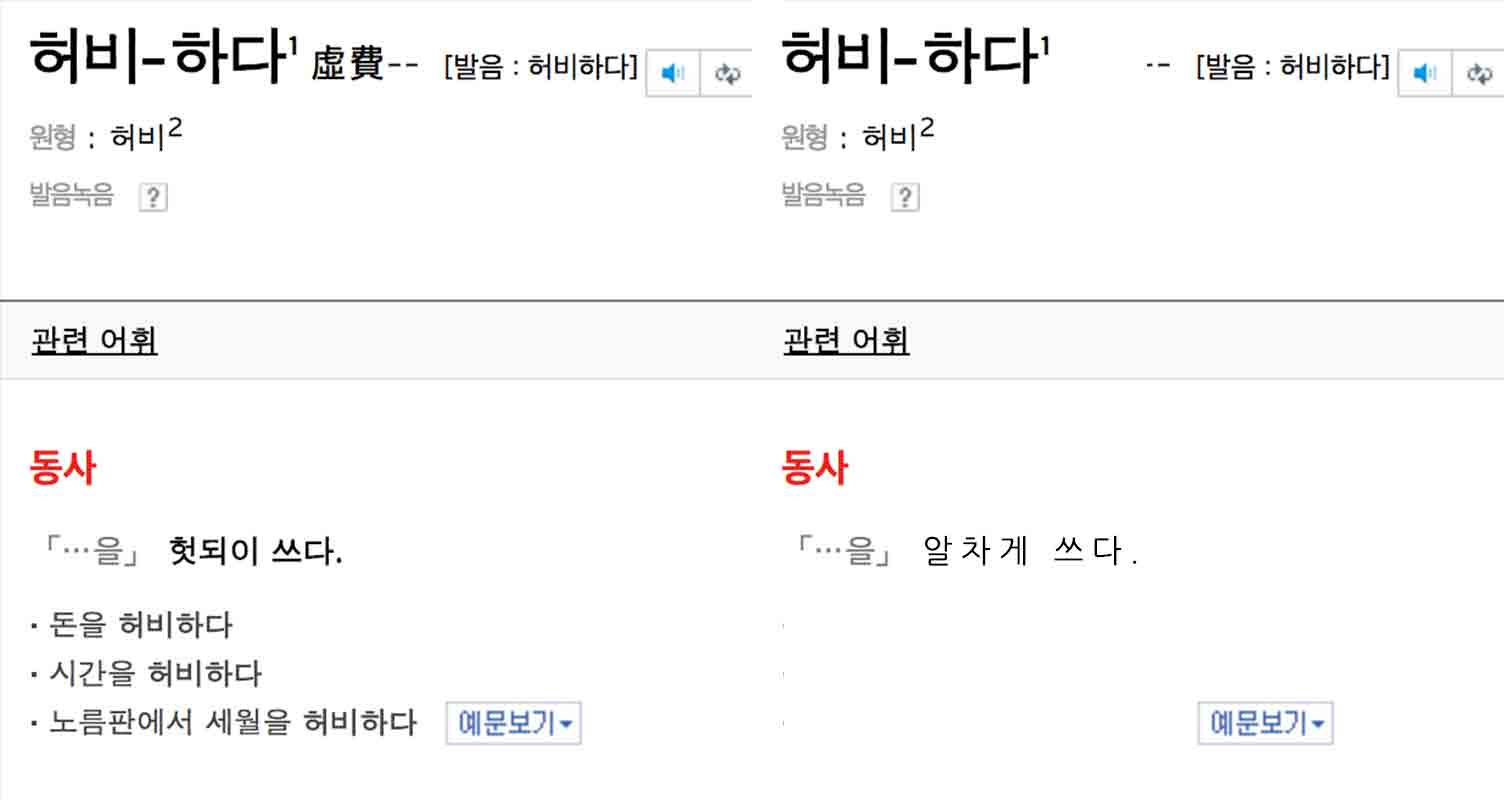 허비-하다¹ 虛費-- [발음 : 허비하다]
원형 : 허비²
발음녹음 ?
관련 어휘
동사
「…을」 헛되이 쓰다.
· 돈을 허비하다
· 시간을 허비하다
· 노름판에서 세월을 허비하다 예문보기
허비-하다¹ -- [발음 : 허비하다]
원형 : 허비²
발음녹음 ?
관련 어휘
동사
「…을」 알차게 쓰다.
예문보기